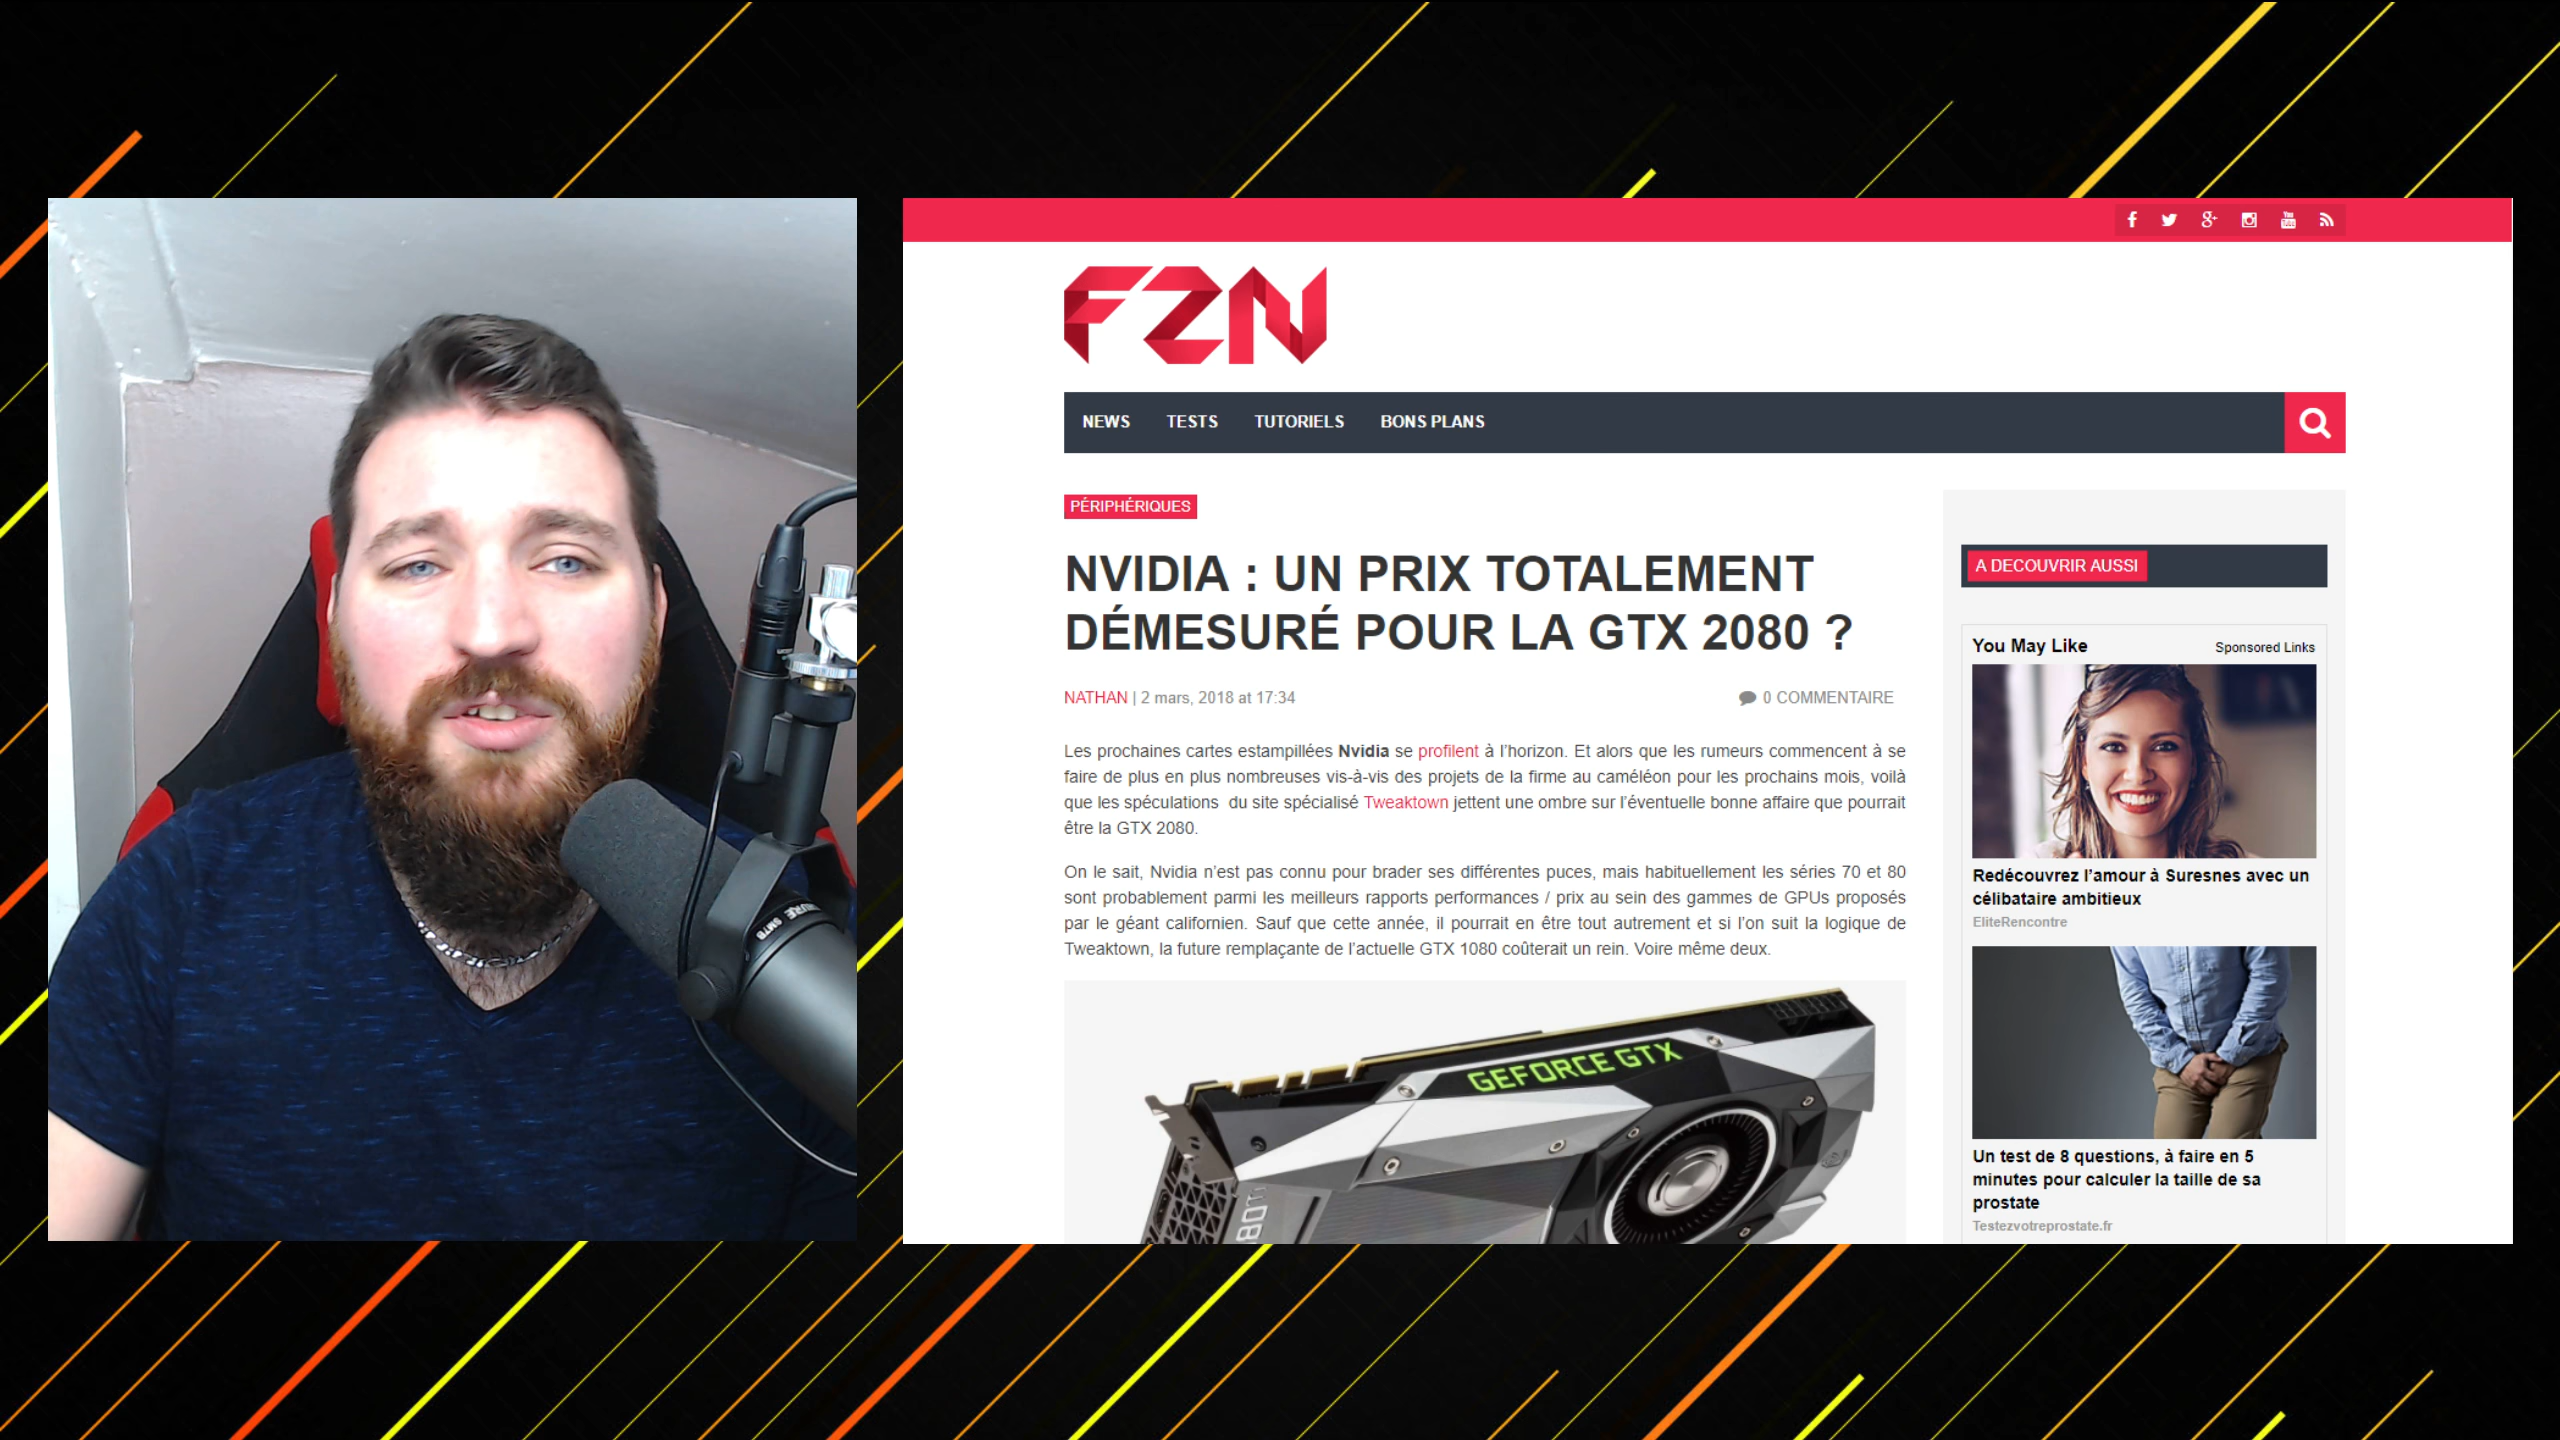 SHURE SM7B
FZN
NEWS TESTS TUTORIELS BONS PLANS
PÉRIPHÉRIQUES
NVIDIA : UN PRIX TOTALEMENT
DÉMESURÉ POUR LA GTX 2080 ?
NATHAN | 2 mars, 2018 at 17:34
0 COMMENTAIRE
Les prochaines cartes estampillées Nvidia se profilent à l’horizon. Et alors que les rumeurs commencent à se
faire de plus en plus nombreuses vis-à-vis des projets de la firme au caméléon pour les prochains mois, voilà
que les spéculations du site spécialisé Tweaktown jettent une ombre sur l’éventuelle bonne affaire que pourrait
être la GTX 2080.
On le sait, Nvidia n’est pas connu pour brader ses différentes puces, mais habituellement les séries 70 et 80
sont probablement parmi les meilleurs rapports performances / prix au sein des gammes de GPUs proposés
par le géant californien. Sauf que cette année, il pourrait en être tout autrement et si l’on suit la logique de
Tweaktown, la future remplaçante de l’actuelle GTX 1080 coûterait un rein. Voire même deux.
GEFORCE GTX
A DECOUVRIR AUSSI
You May Like
Sponsored Links
Redécouvrez l’amour à Suresnes avec un
célibataire ambitieux
EliteRencontre
Un test de 8 questions, à faire en 5
minutes pour calculer la taille de sa
prostate
Testezvotreprostate.fr